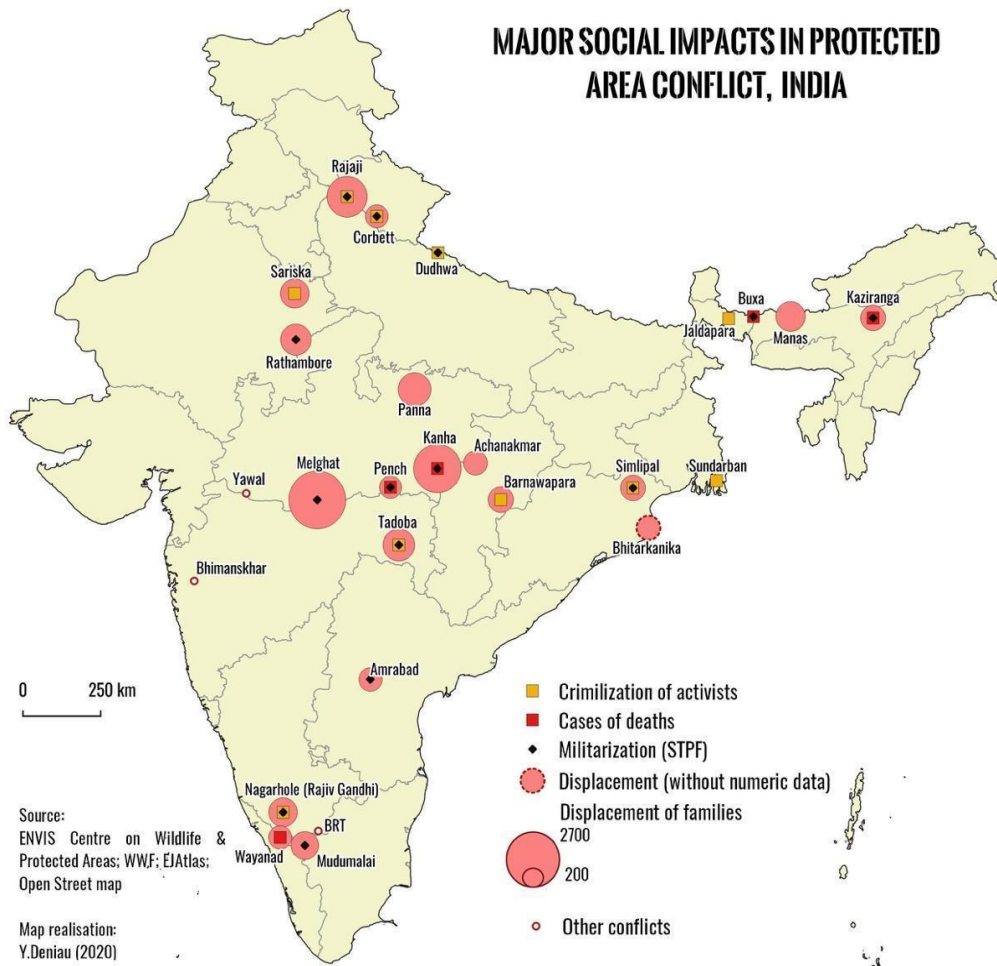 MAJOR SOCIAL IMPACTS IN PROTECTED
AREA CONFLICT, INDIA
Rajaji
Corbett
Dudhwa
Sariska
Buxa
Kaziranga
Jaldapara
Manas
Rathambore
Panna
Kanha
Achanakmar
Melghat
Pench
Simlipal
Sundarban
Yawal
Barnawapara
Tadoba
Bhitarkanika
Bhimanskhar
Amrabad
0 250 km
Crimilization of activists
Cases of deaths
Militarization (STPF)
Displacement (without numeric data)
Displacement of families
2700
200
Other conflicts
Nagarhole (Rajiv Gandhi)
BRT
Wayanad
Mudumalai
Source:
ENVIS Centre on Wildlife &
Protected Areas; WWF; EJAtlas;
Open Street map
Map realisation:
Y.Deniau (2020)